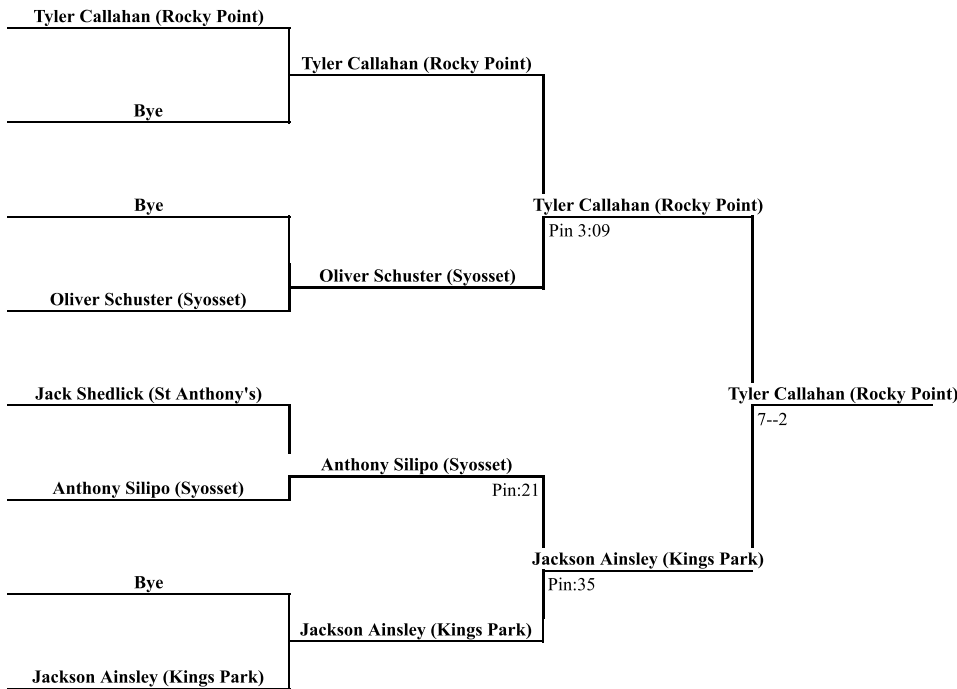 Tyler Callahan (Rocky Point)
Tyler Callahan (Rocky Point)
Bye
Bye
Tyler Callahan (Rocky Point)
Pin 3:09
Oliver Schuster (Syosset)
Oliver Schuster (Syosset)
Jack Shedlick (St Anthony's)
Tyler Callahan (Rocky Point)
7--2
Anthony Silipo (Syosset)
Anthony Silipo (Syosset)
Pin:21
Jackson Ainsley (Kings Park)
Pin:35
Bye
Jackson Ainsley (Kings Park)
Jackson Ainsley (Kings Park)